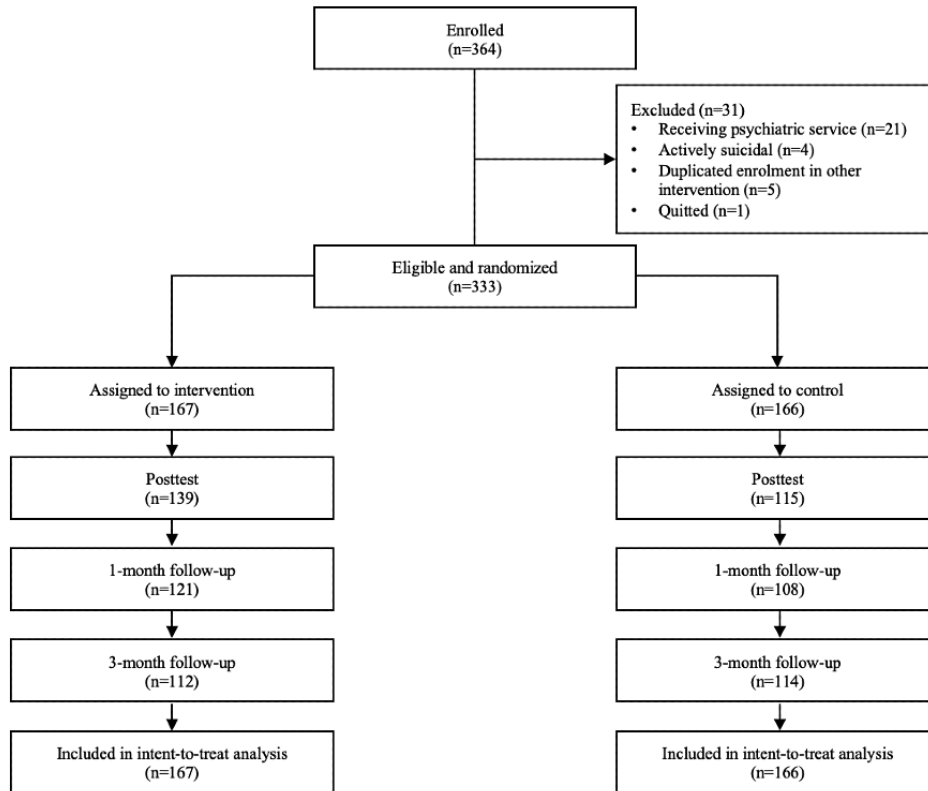 Enrolled
(n=364)
Excluded (n=31)
• Receiving psychiatric service (n=21)
• Actively suicidal (n=4)
• Duplicated enrolment in other
intervention (n=5)
• Quitted (n=1)
Eligible and randomized
(n=333)
Assigned to intervention
(n=167)
Assigned to control
(n=166)
Posttest
(n=139)
Posttest
(n=115)
1-month follow-up
(n=121)
1-month follow-up
(n=108)
3-month follow-up
(n=112)
3-month follow-up
(n=114)
Included in intent-to-treat analysis
(n=167)
Included in intent-to-treat analysis
(n=166)